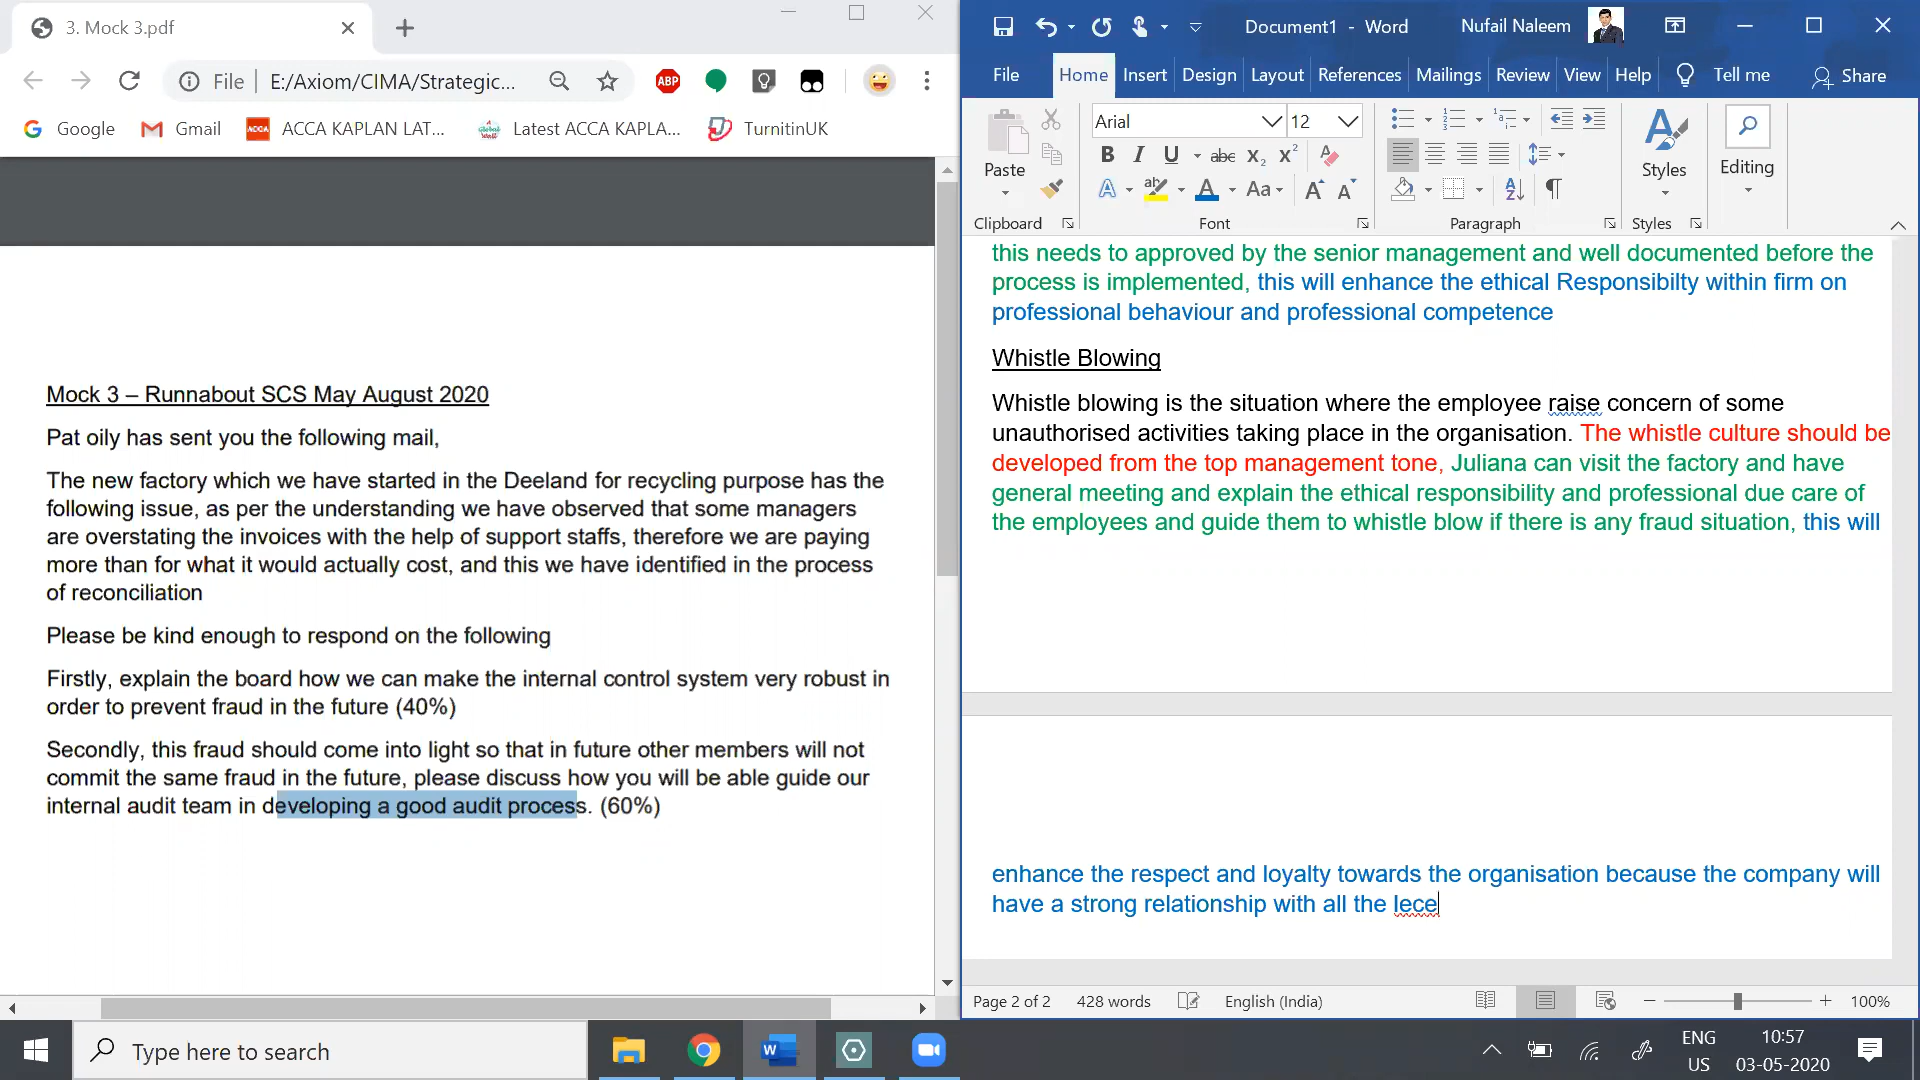 3. Mock 3.pdf
File
E:/Axiom/CIMA/Strategic...
ABP
Google
Gmail
ACCA
ACCA KAPLAN LAT...
Latest ACCA KAPLA...
TurnitinUK
Mock 3 – Runnabout SCS May August 2020
Pat oily has sent you the following mail,
The new factory which we have started in the Deeland for recycling purpose has the
following issue, as per the understanding we have observed that some managers
are overstating the invoices with the help of support staffs, therefore we are paying
more than for what it would actually cost, and this we have identified in the process
of reconciliation
Please be kind enough to respond on the following
Firstly, explain the board how we can make the internal control system very robust in
order to prevent fraud in the future (40%)
Secondly, this fraud should come into light so that in future other members will not
commit the same fraud in the future, please discuss how you will be able guide our
internal audit team in developing a good audit process. (60%)
Document1 - Word
Nufail Naleem
File Home Insert Design Layout References Mailings Review View Help Tell me Share
Arial 12
Paste
Styles
Editing
Clipboard Font Paragraph Styles
this needs to approved by the senior management and well documented before the
process is implemented, this will enhance the ethical Responsibilty within firm on
professional behaviour and professional competence
Whistle Blowing
Whistle blowing is the situation where the employee raise concern of some
unauthorised activities taking place in the organisation. The whistle culture should be
developed from the top management tone, Juliana can visit the factory and have
general meeting and explain the ethical responsibility and professional due care of
the employees and guide them to whistle blow if there is any fraud situation, this will
enhance the respect and loyalty towards the organisation because the company will
have a strong relationship with all the lece
Page 2 of 2 428 words English (India) 100%
Type here to search
ENG
US
10:57
03-05-2020